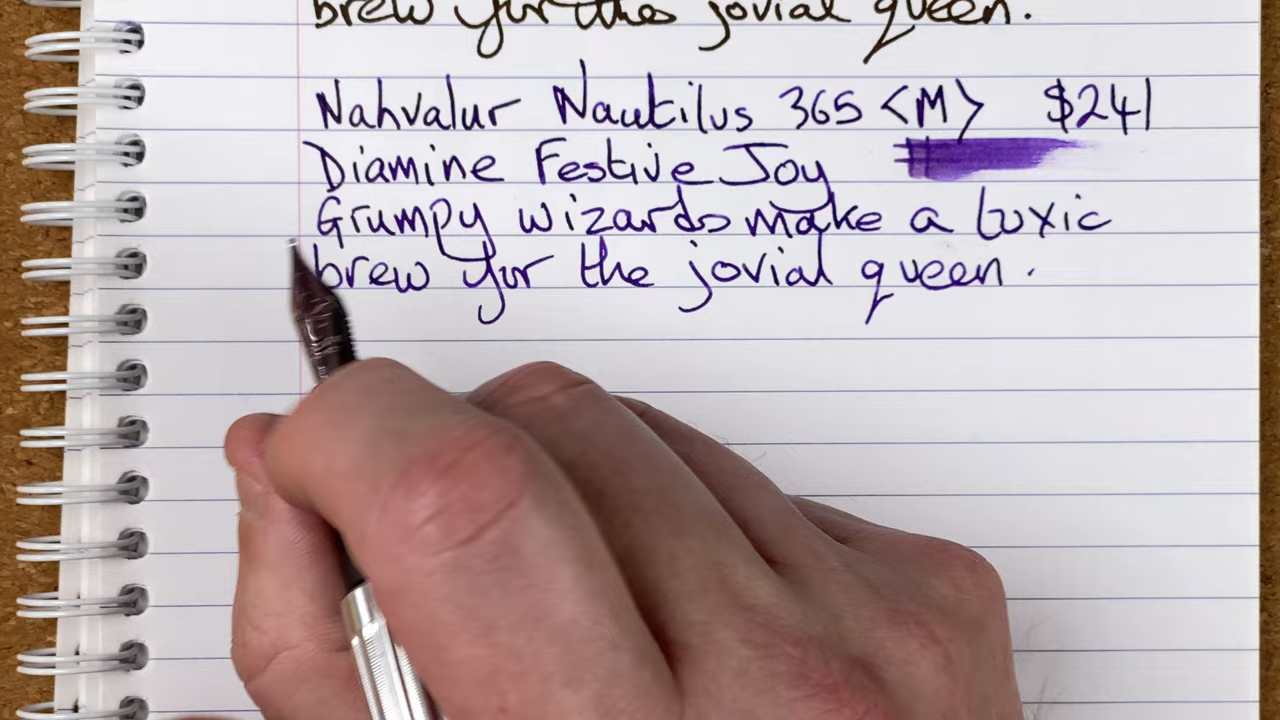 brew for the jovial queen.
Nahvalur Nautilus 365 <M> $241
Diamine Festive Joy
Grumpy wizards make a toxic
brew for the jovial queen.